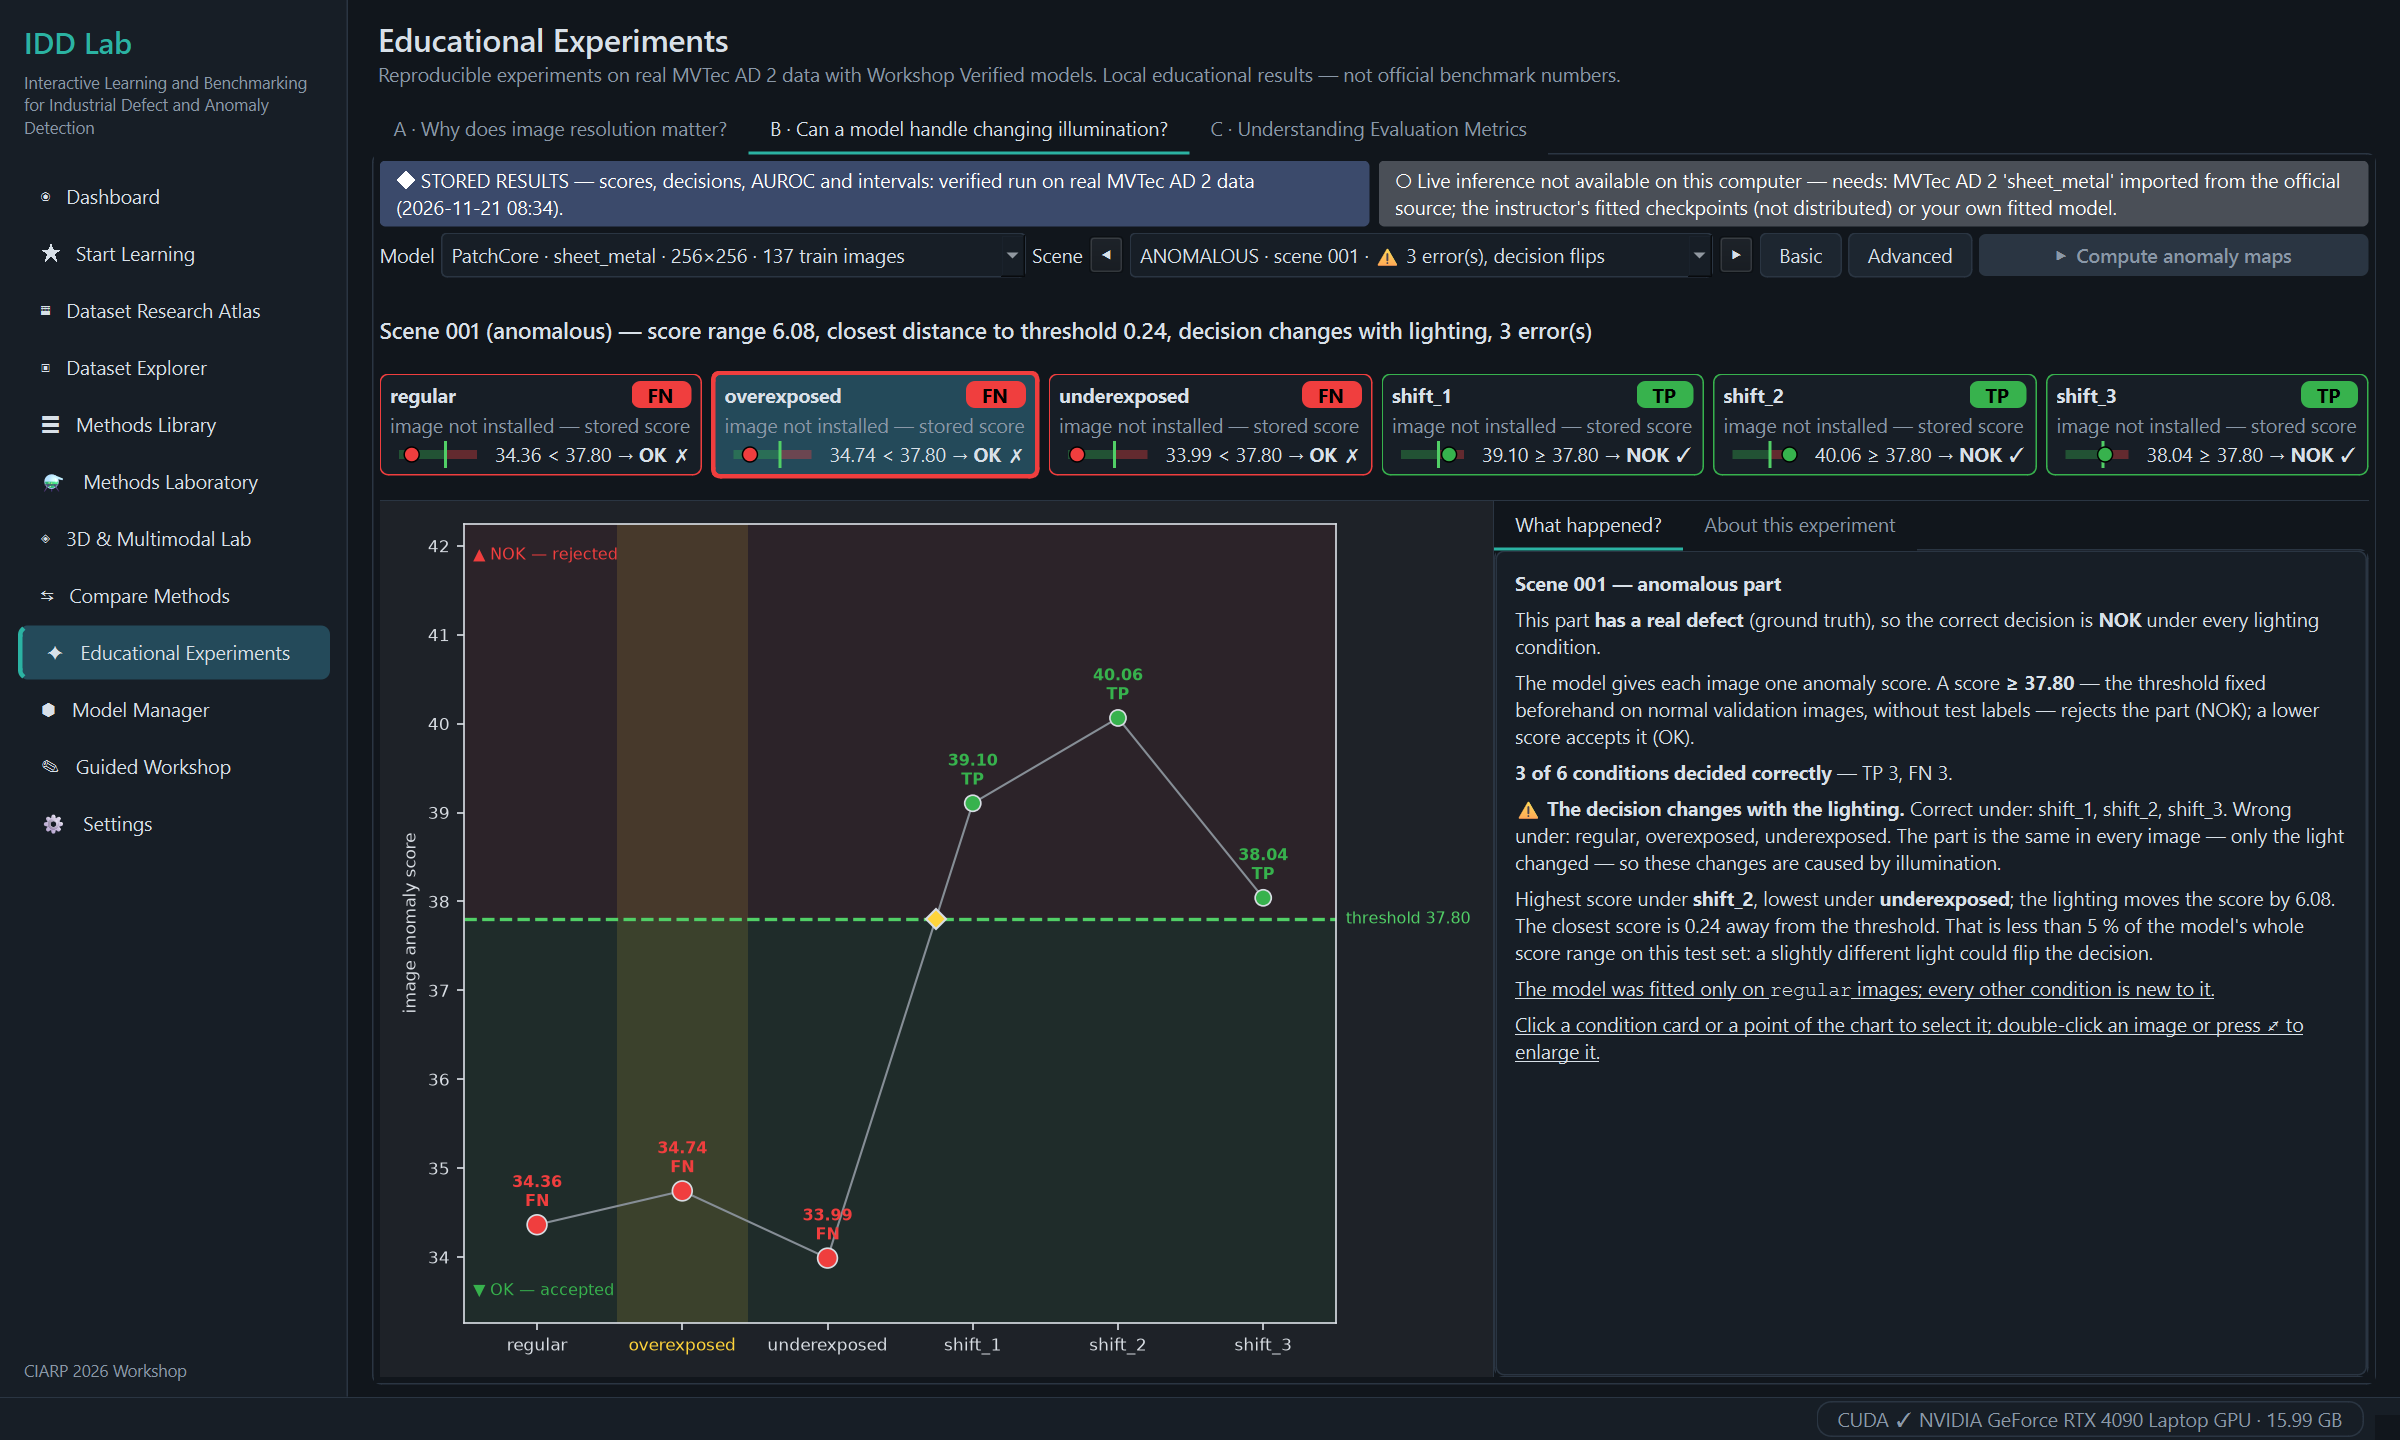 IDD Lab
Interactive Learning and Benchmarking
for Industrial Defect and Anomaly
Detection
Dashboard
Start Learning
Dataset Research Atlas
Dataset Explorer
Methods Library
Methods Laboratory
3D & Multimodal Lab
Compare Methods
Educational Experiments
Model Manager
Guided Workshop
Settings
CIARP 2026 Workshop
Educational Experiments
Reproducible experiments on real MVTec AD 2 data with Workshop Verified models. Local educational results — not official benchmark numbers.
A · Why does image resolution matter?
B · Can a model handle changing illumination?
C · Understanding Evaluation Metrics
◆ STORED RESULTS — scores, decisions, AUROC and intervals: verified run on real MVTec AD 2 data
(2026-11-21 08:34).
○ Live inference not available on this computer — needs: MVTec AD 2 'sheet_metal' imported from the official
source; the instructor's fitted checkpoints (not distributed) or your own fitted model.
Model
PatchCore · sheet_metal · 256×256 · 137 train images
Scene
◄
ANOMALOUS · scene 001 · ⚠ 3 error(s), decision flips
►
Basic
Advanced
► Compute anomaly maps
Scene 001 (anomalous) — score range 6.08, closest distance to threshold 0.24, decision changes with lighting, 3 error(s)
regular FN
image not installed — stored score
34.36 < 37.80 → OK ✗
overexposed FN
image not installed — stored score
34.74 < 37.80 → OK ✗
underexposed FN
image not installed — stored score
33.99 < 37.80 → OK ✗
shift_1 TP
image not installed — stored score
39.10 ≥ 37.80 → NOK ✓
shift_2 TP
image not installed — stored score
40.06 ≥ 37.80 → NOK ✓
shift_3 TP
image not installed — stored score
38.04 ≥ 37.80 → NOK ✓
image anomaly score
42
41
40
39
38
37
36
35
34
▲ NOK — rejected
40.06
TP
39.10
TP
38.04
TP
threshold 37.80
34.74
FN
34.36
FN
33.99
FN
▼ OK — accepted
regular
overexposed
underexposed
shift_1
shift_2
shift_3
What happened?
About this experiment
Scene 001 — anomalous part
This part has a real defect (ground truth), so the correct decision is NOK under every lighting
condition.
The model gives each image one anomaly score. A score ≥ 37.80 — the threshold fixed
beforehand on normal validation images, without test labels — rejects the part (NOK); a lower
score accepts it (OK).
3 of 6 conditions decided correctly — TP 3, FN 3.
⚠ The decision changes with the lighting. Correct under: shift_1, shift_2, shift_3. Wrong
under: regular, overexposed, underexposed. The part is the same in every image — only the light
changed — so these changes are caused by illumination.
Highest score under shift_2, lowest under underexposed; the lighting moves the score by 6.08.
The closest score is 0.24 away from the threshold. That is less than 5 % of the model's whole
score range on this test set: a slightly different light could flip the decision.
The model was fitted only on regular images; every other condition is new to it.
Click a condition card or a point of the chart to select it; double-click an image or press ⤢ to
enlarge it.
CUDA ✓ NVIDIA GeForce RTX 4090 Laptop GPU · 15.99 GB